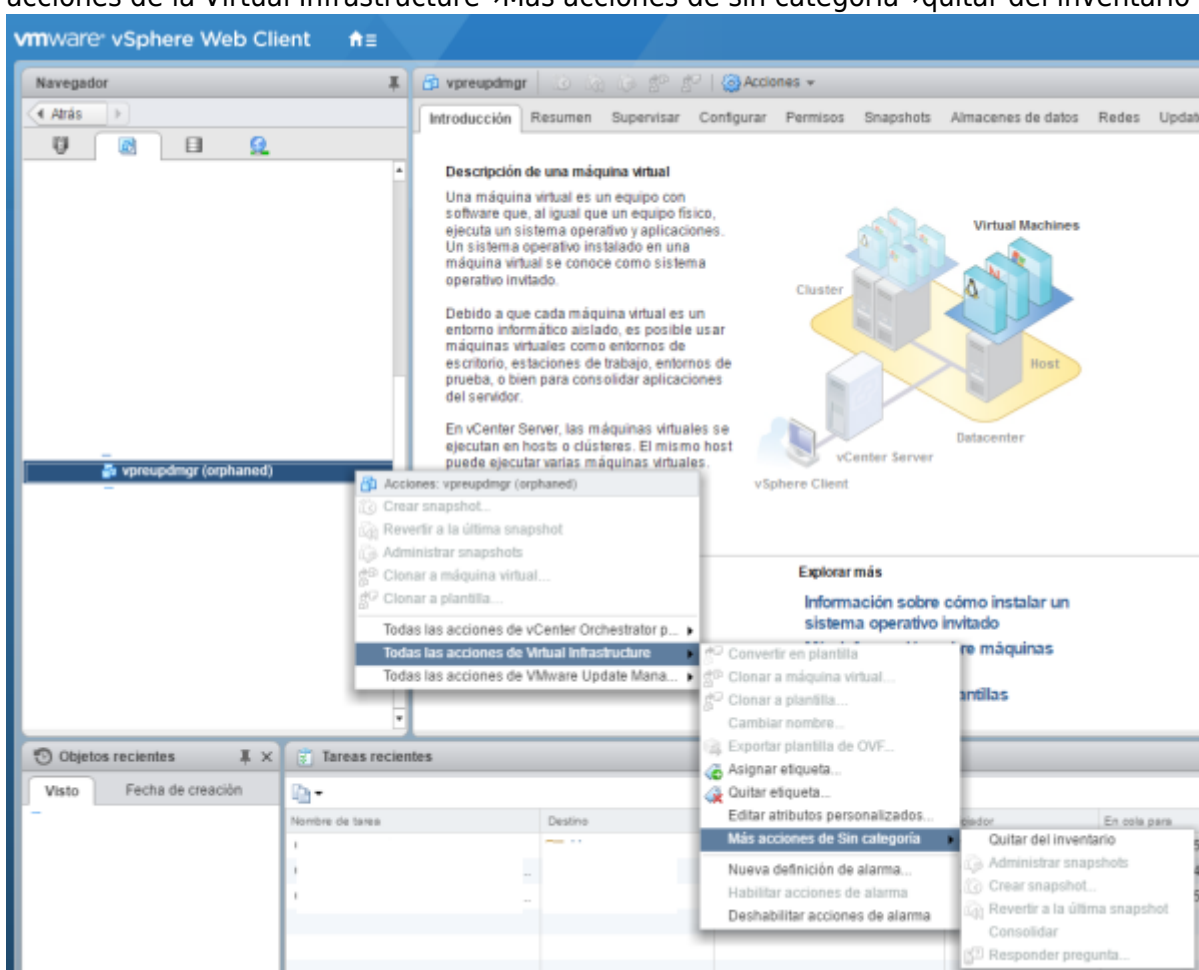 acciones de la Virtual Infrastructure→Más acciones de sin categoría→quitar del inventario
vmware® vSphere Web Client
Navegador
Atrás
vpreupdmgr (orphaned)
vpreupdmgr
Acciones
Introducción Resumen Supervisar Configurar Permisos Snapshots Almacenes de datos Redes Updat
Descripción de una máquina virtual
Una máquina virtual es un equipo con
software que, al igual que un equipo físico,
ejecuta un sistema operativo y aplicaciones.
Un sistema operativo instalado en una
máquina virtual se conoce como sistema
operativo invitado.
Debido a que cada máquina virtual es un
entorno informático aislado, es posible usar
máquinas virtuales como entornos de
escritorio, estaciones de trabajo, entornos de
prueba, o bien para consolidar aplicaciones
del servidor.
En vCenter Server, las máquinas virtuales se
ejecutan en hosts o clústeres. El mismo host
puede ejecutar varias máquinas virtuales.
Virtual Machines
Cluster
Host
Datacenter
vCenter Server
vSphere Client
Explorar más
Información sobre cómo instalar un
sistema operativo invitado
re máquinas
antillas
Acciones: vpreupdmgr (orphaned)
Crear snapshot...
Revertir a la última snapshot
Administrar snapshots
Clonar a máquina virtual...
Clonar a plantilla...
Todas las acciones de vCenter Orchestrator p...
Todas las acciones de Virtual Infrastructure
Todas las acciones de VMware Update Mana...
Convertir en plantilla
Clonar a máquina virtual...
Clonar a plantilla...
Cambiar nombre...
Exportar plantilla de OVF...
Asignar etiqueta...
Quitar etiqueta...
Editar atributos personalizados...
Más acciones de Sin categoría
Nueva definición de alarma...
Habilitar acciones de alarma
Deshabilitar acciones de alarma
Quitar del inventario
Administrar snapshots
Crear snapshot...
Revertir a la última snapshot
Consolidar
Responder pregunta...
Objetos recientes
Visto Fecha de creación
Tareas recientes
Nombre de tarea Destino En cola para